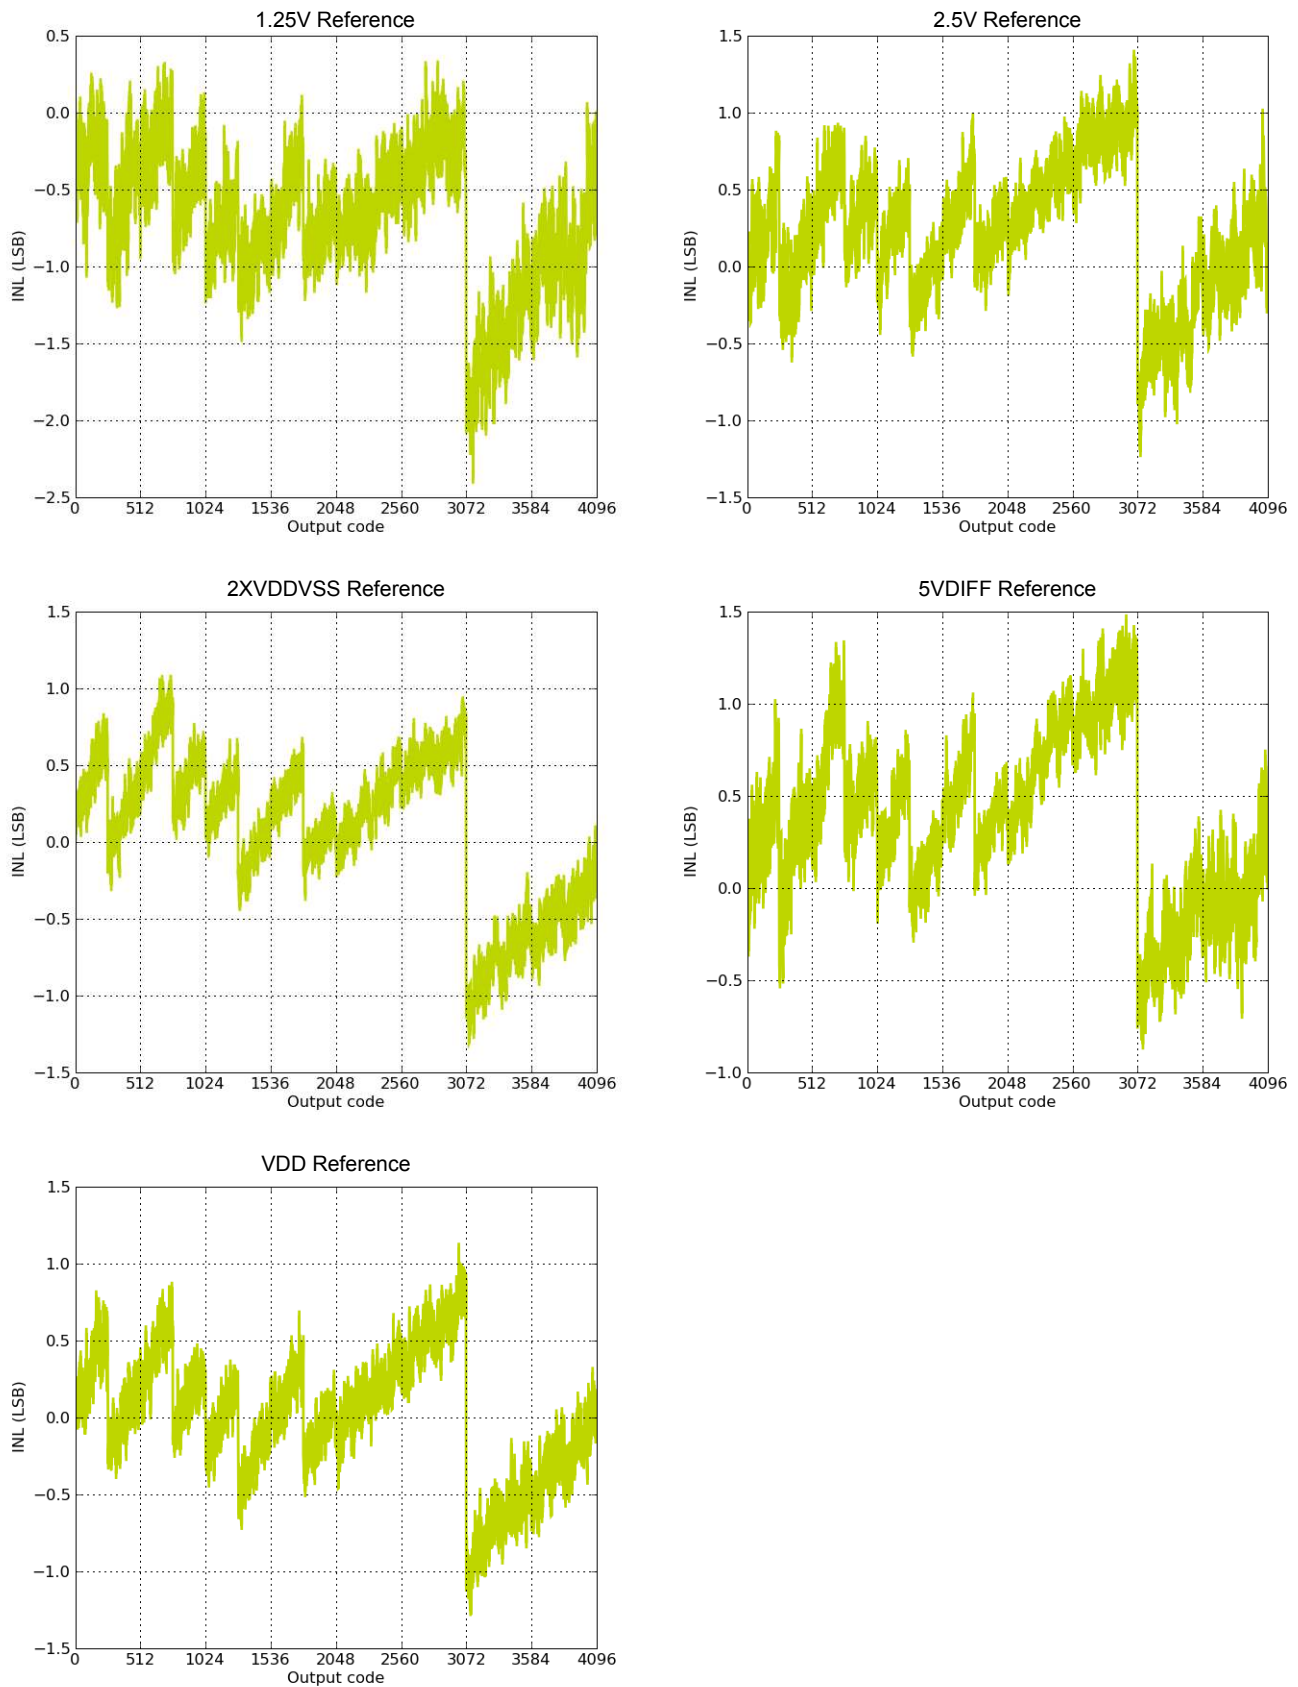 1.25V Reference
0.5
0.0
−0.5
−1.0
−1.5
−2.0
−2.5
INL (LSB)
0 512 1024 1536 2048 2560 3072 3584 4096
Output code
2.5V Reference
1.5
1.0
0.5
0.0
−0.5
−1.0
−1.5
INL (LSB)
0 512 1024 1536 2048 2560 3072 3584 4096
Output code
2XVDDVSS Reference
1.5
1.0
0.5
0.0
−0.5
−1.0
−1.5
INL (LSB)
0 512 1024 1536 2048 2560 3072 3584 4096
Output code
5VDIFF Reference
1.5
1.0
0.5
0.0
−0.5
−1.0
INL (LSB)
0 512 1024 1536 2048 2560 3072 3584 4096
Output code
VDD Reference
1.5
1.0
0.5
0.0
−0.5
−1.0
−1.5
INL (LSB)
0 512 1024 1536 2048 2560 3072 3584 4096
Output code